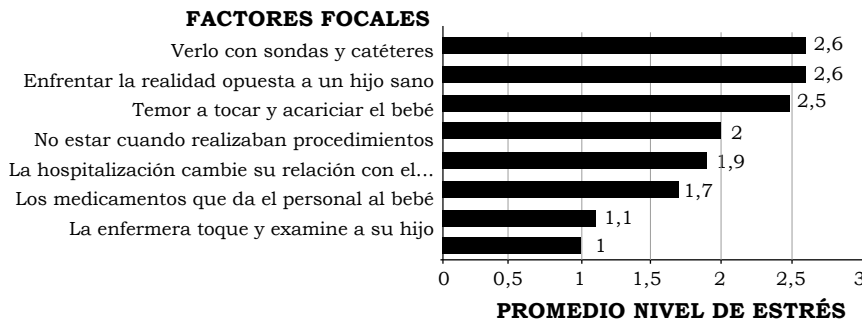 FACTORES FOCALES
Verlo con sondas y catéteres 2,6
Enfrentar la realidad opuesta a un hijo sano 2,6
Temor a tocar y acariciar el bebé 2,5
No estar cuando realizaban procedimientos 2
La hospitalización cambie su relación con el... 1,9
Los medicamentos que da el personal al bebé 1,7
La enfermera toque y examine a su hijo 1,1
1
0 0,5 1 1,5 2 2,5 3
PROMEDIO NIVEL DE ESTRÉS